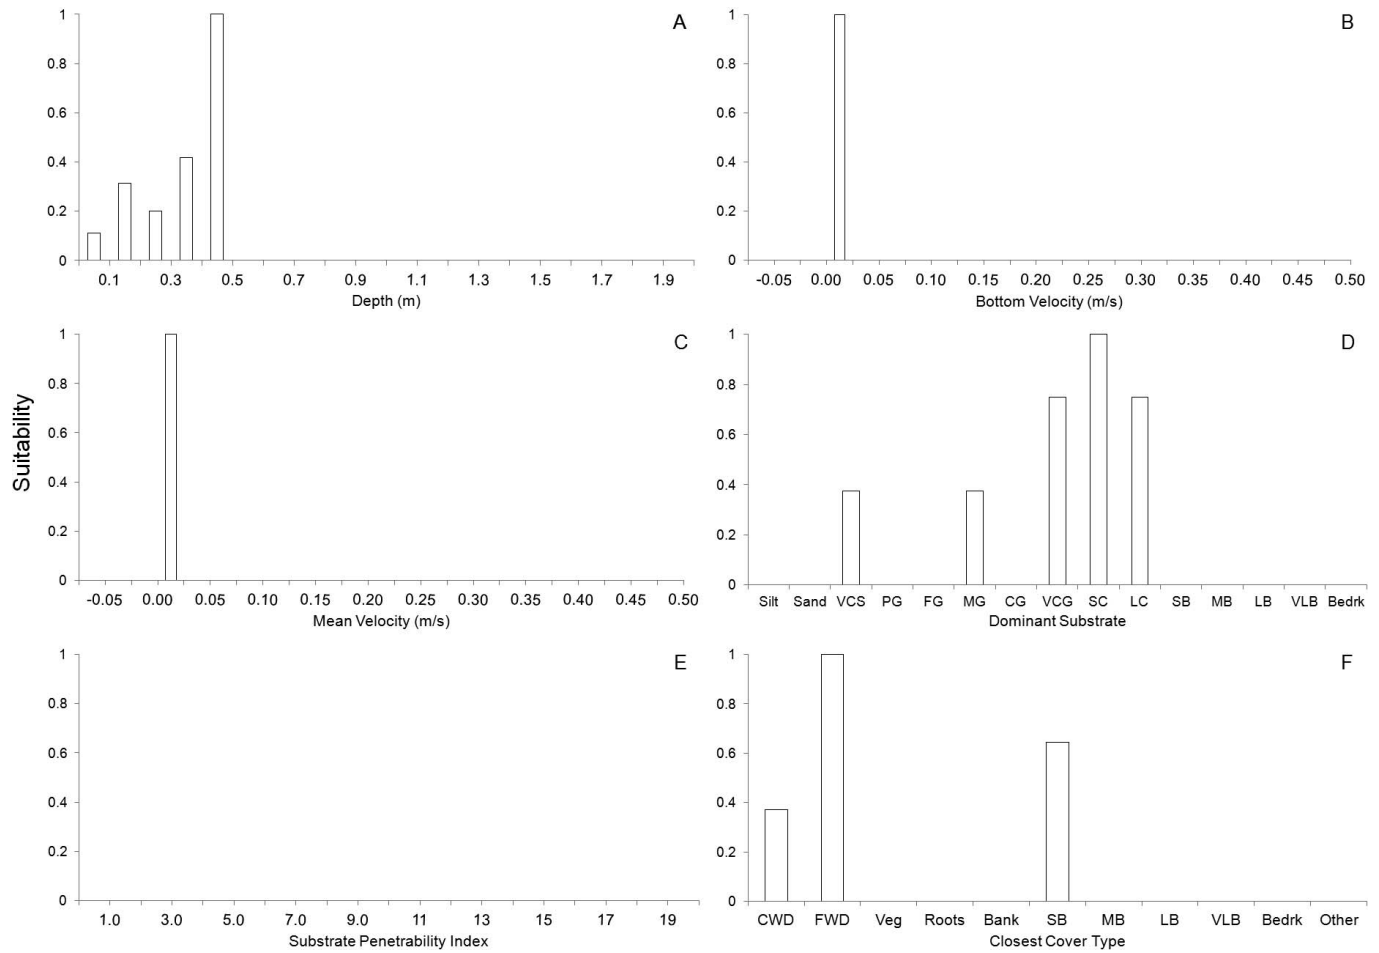 1
0.8
0.6
0.4
0.2
0
A
0.1 0.3 0.5 0.7 0.9 1.1 1.3 1.5 1.7 1.9
Depth (m)
1
0.8
0.6
0.4
0.2
0
B
-0.05 0.00 0.05 0.10 0.15 0.20 0.25 0.30 0.35 0.40 0.45 0.50
Bottom Velocity (m/s)
Suitability
1
0.8
0.6
0.4
0.2
0
C
-0.05 0.00 0.05 0.10 0.15 0.20 0.25 0.30 0.35 0.40 0.45 0.50
Mean Velocity (m/s)
1
0.8
0.6
0.4
0.2
0
D
Silt Sand VCS PG FG MG CG VCG SC LC SB MB LB VLB Bedrk
Dominant Substrate
1
0.8
0.6
0.4
0.2
0
E
1.0 3.0 5.0 7.0 9.0 11 13 15 17 19
Substrate Penetrability Index
1
0.8
0.6
0.4
0.2
0
F
CWD FWD Veg Roots Bank SB MB LB VLB Bedrk Other
Closest Cover Type